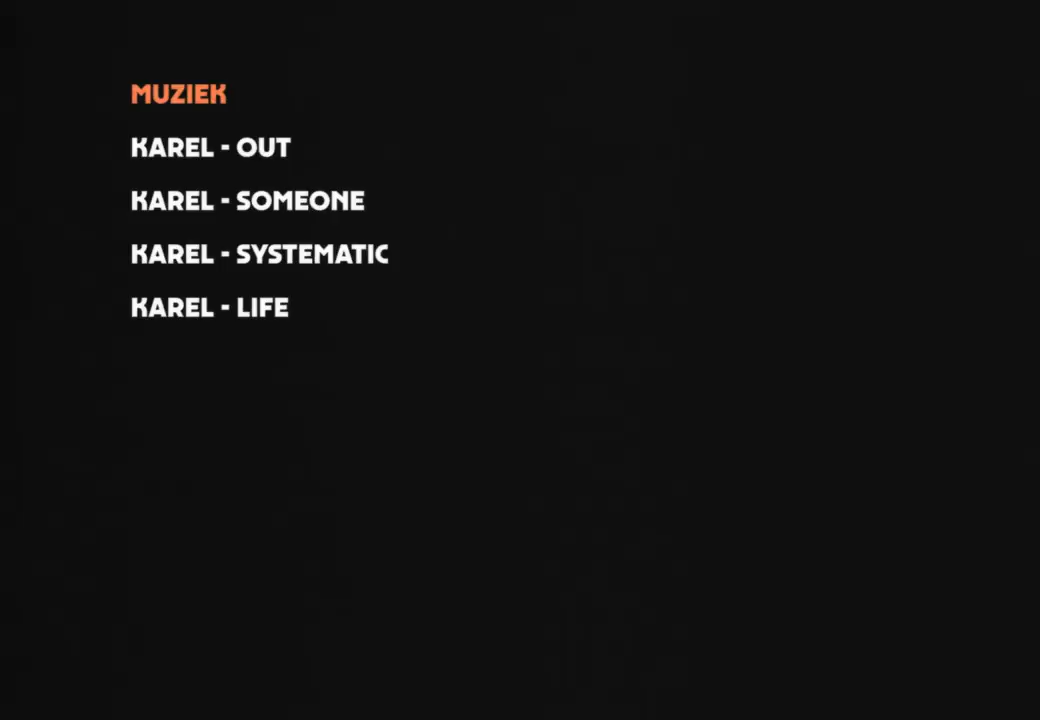 MUZIEK
KAREL - OUT
KAREL - SOMEONE
KAREL - SYSTEMATIC
KAREL - LIFE